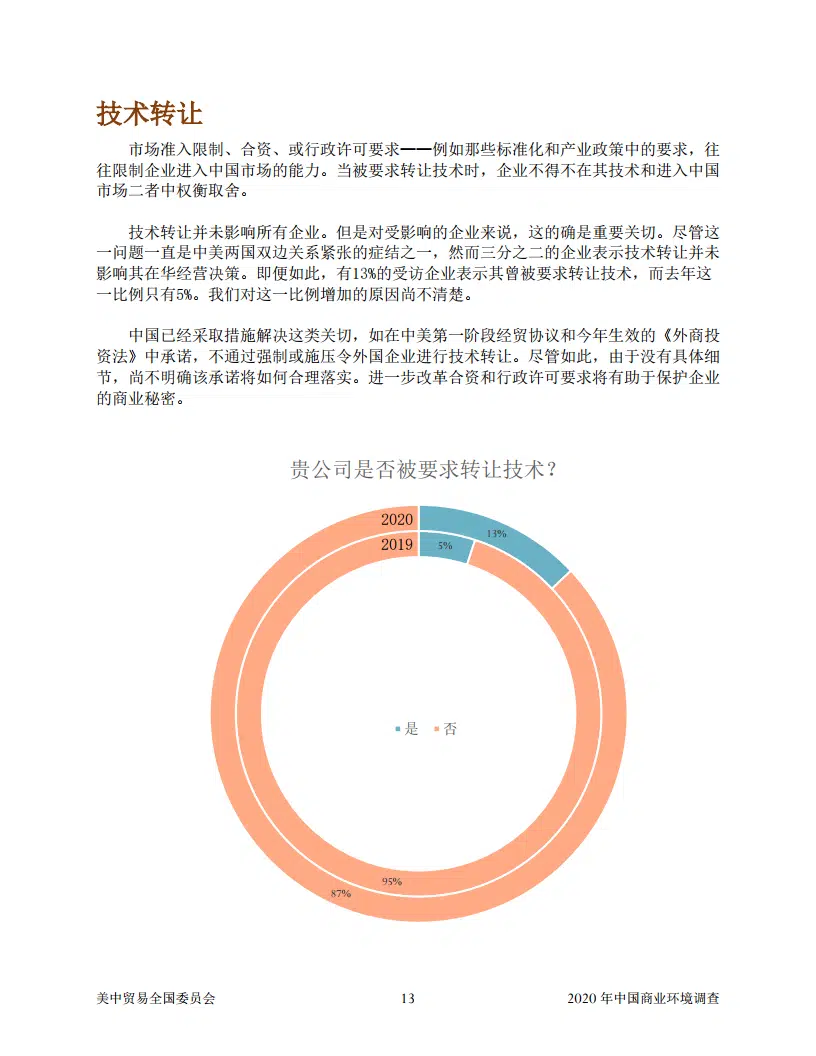 技术转让
市场准入限制、合资、或行政许可要求——例如那些标准化和产业政策中的要求，往
往限制企业进入中国市场的能力。当被要求转让技术时，企业不得不在其技术和进入中国
市场二者中权衡取舍。
技术转让并未影响所有企业。但是对受影响的企业来说，这的确是重要关切。尽管这
一问题一直是中美两国双边关系紧张的症结之一，然而三分之二的企业表示技术转让并未
影响其在华经营决策。即便如此，有13%的受访企业表示其曾被要求转让技术，而去年这
一比例只有5%。我们对这一比例增加的原因尚不清楚。
中国已经采取措施解决这类关切，如在中美第一阶段经贸协议和今年生效的《外商投
资法》中承诺，不通过强制或施压令外国企业进行技术转让。尽管如此，由于没有具体细
节，尚不明确该承诺将如何合理落实。进一步改革合资和行政许可要求将有助于保护企业
的商业秘密。
贵公司是否被要求转让技术？
2020
13%
2019
5%
是 否
95%
87%
美中贸易全国委员会 13 2020 年中国商业环境调查